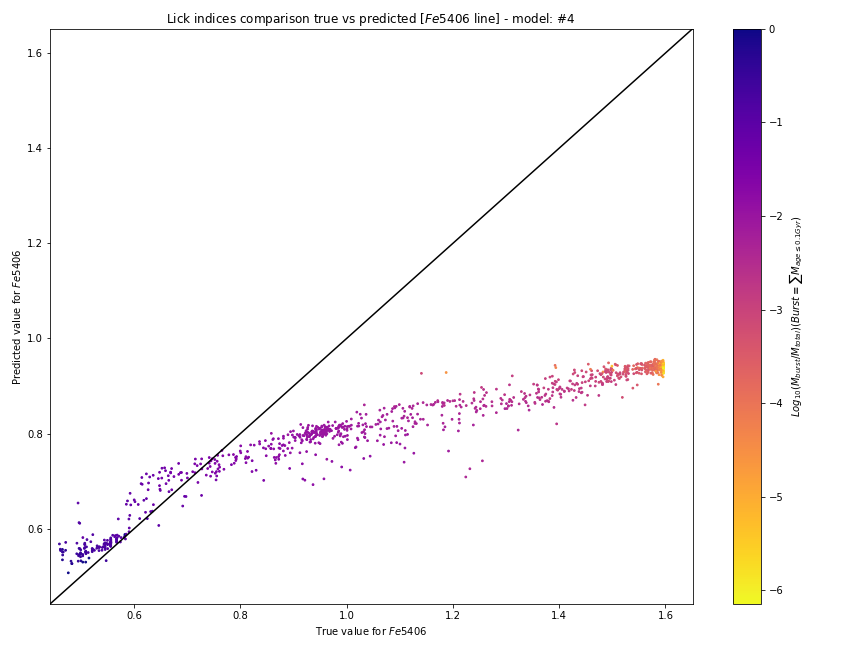 Lick indices comparison true vs predicted [Fe5406 line] - model: #4
Predicted value for Fe5406
1.6
1.4
1.2
1.0
0.8
0.6
0.6 0.8 1.0 1.2 1.4 1.6
True value for Fe5406
0
−1
−2
−3
−4
−5
−6
Log10(Mburst/Mtotal)(Burst = ∑Mage≤0.1Gyr)